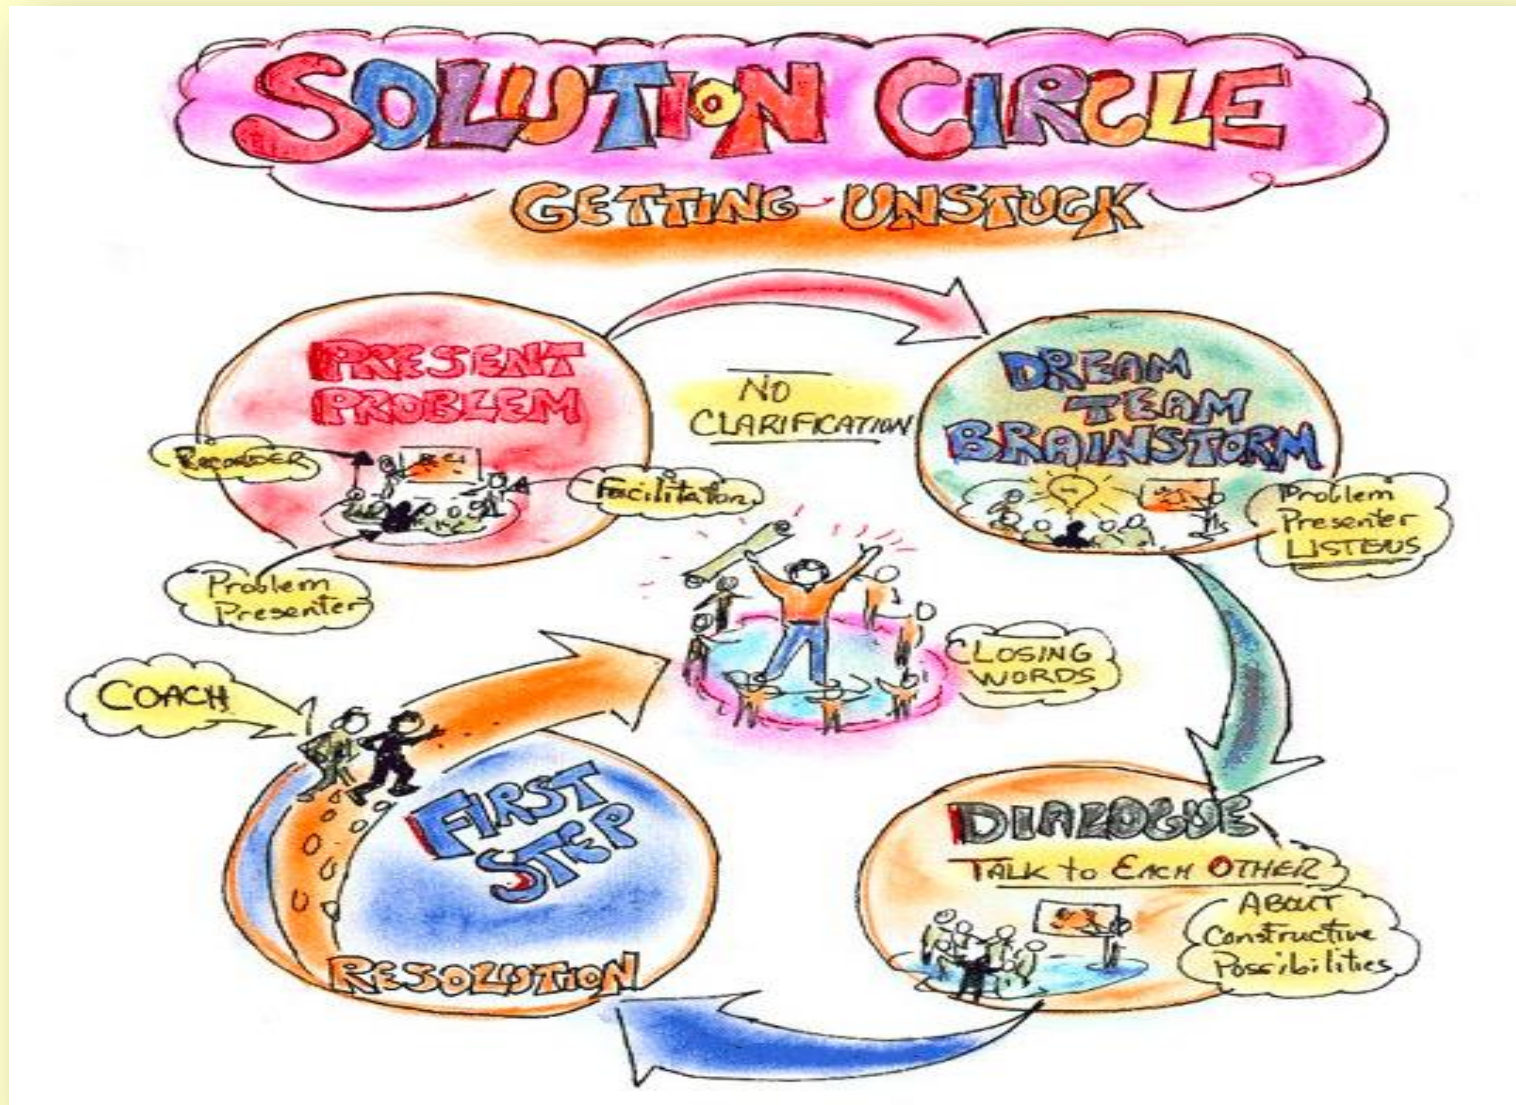 SOLUTION CIRCLE
GETTING UNSTUCK
PRESENT
PROBLEM
RECORDER
Facilitator
Problem
Presenter
NO
CLARIFICATION
DREAM
TEAM
BRAINSTORM
Problem
Presenter
LISTENS
DIALOGUE
TALK to EACH OTHER
ABOUT
Constructive
Possibilities
COACH
FIRST
STEP
RESOLUTION
CLOSING
WORDS